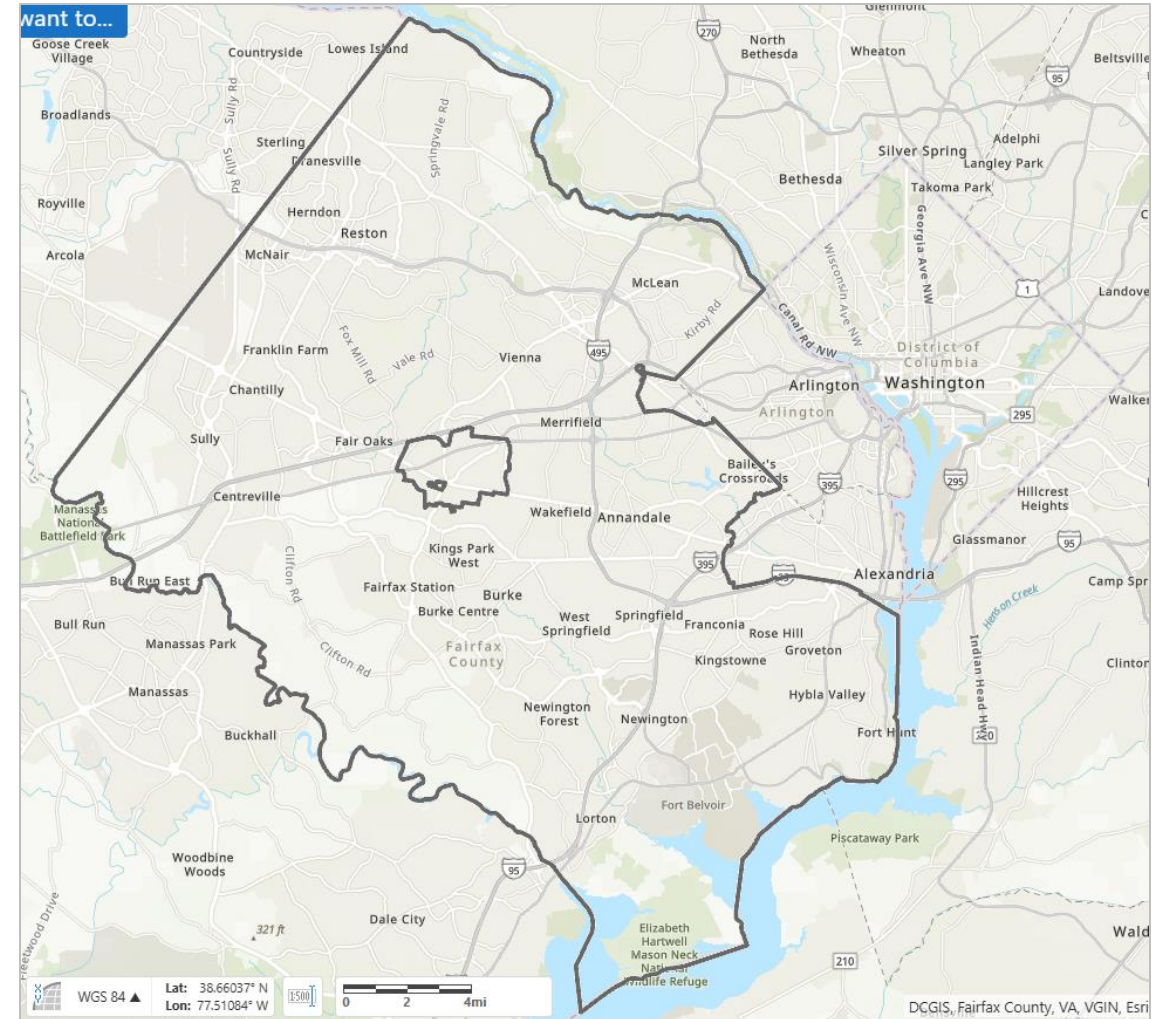 want to...
Glenmont
270
Goose Creek
Village
Countryside
Lowes Island
North
Bethesda
Wheaton
Beltsville
95
Sully Rd
Springvale Rd
Broadlands
Adelphi
Sterling
Dranesville
Silver Spring
Langley Park
Sully Rd
Bethesda
Takoma Park
Royville
Herndon
Reston
Georgia Ave NW
Arcola
McNair
Wisconsin Ave NW
McLean
1
Landove
Kirby Rd
Canal Rd NW
Fox Mill Rd
Franklin Farm
Vale Rd
Vienna
495
District of
Columbia
Chantilly
Arlington
Washington
Walker
Arlington
295
Merrifield
Sully
Fair Oaks
Bailey's
Crossroads
395
295
Centreville
Hillcrest
Heights
Manassas
National
Battlefield Park
Wakefield
Annandale
Glassmanor
95
Kings Park
West
395
Clifton Rd
Bull Run East
Alexandria
Camp Spr
Fairfax Station
Burke
Henson Creek
Burke Centre
West
Springfield
Springfield
Franconia
Bull Run
Rose Hill
Manassas Park
Fairfax
County
Groveton
Clifton Rd
Kingstowne
Indian Head Hwy
Clinton
Manassas
Hybla Valley
Newington
Forest
Newington
Buckhall
Fort Hunt
210
Fort Belvoir
Lorton
Piscataway Park
Woodbine
Woods
95
Fleetwood Drive
Dale City
321 ft
Elizabeth
Hartwell
Mason Neck
National
Wildlife Refuge
Wald
210
WGS 84 ▲
Lat: 38.66037° N
Lon: 77.51084° W
1:500
0 2 4mi
DCGIS, Fairfax County, VA, VGIN, Esri